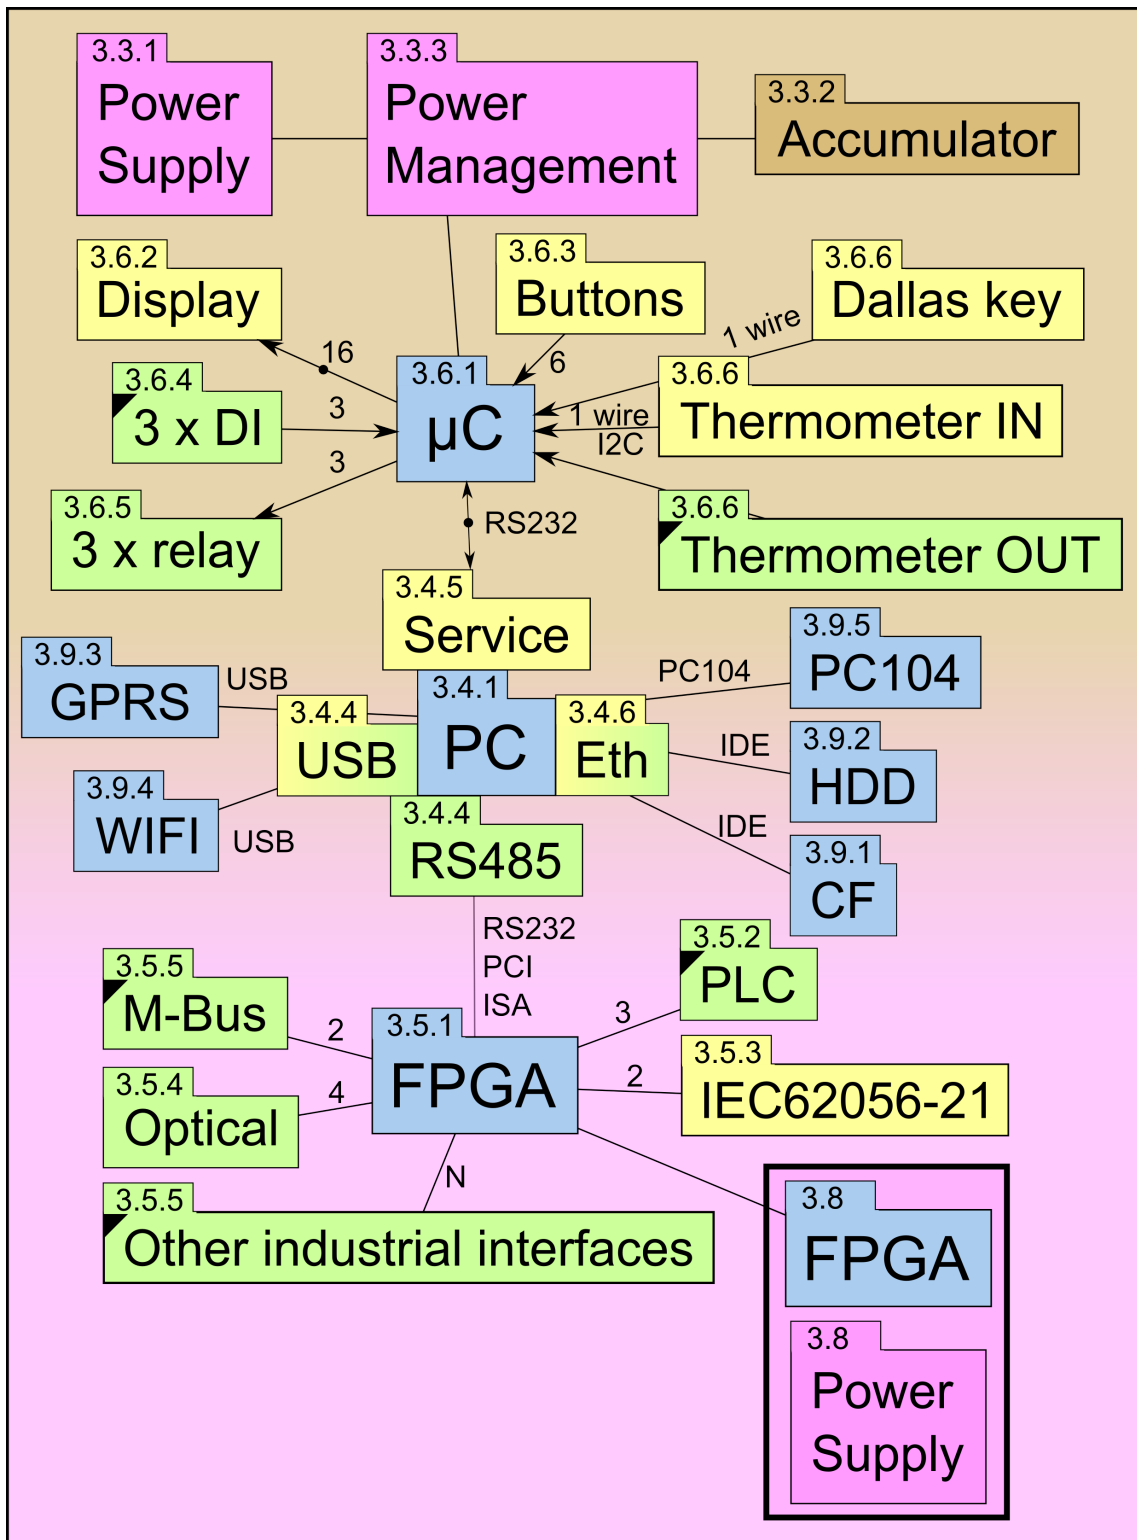 3.3.1
Power
Supply
3.3.3
Power
Management
3.3.2
Accumulator
3.6.2
Display
3.6.3
Buttons
3.6.6
Dallas key
1 wire
16
6
3.6.4
3 x DI
3
3.6.1
µC
1 wire
I2C
3.6.6
Thermometer IN
3
3.6.5
3 x relay
RS232
3.6.6
Thermometer OUT
3.4.5
Service
3.9.3
GPRS
USB
3.4.1
PC
PC104
3.9.5
PC104
3.4.4
USB
3.4.6
Eth
IDE
3.9.2
HDD
3.9.4
WIFI
USB
3.4.4
RS485
IDE
3.9.1
CF
RS232
PCI
ISA
3.5.5
M-Bus
2
3.5.1
FPGA
3
3.5.2
PLC
3.5.4
Optical
4
2
3.5.3
IEC62056-21
N
3.5.5
Other industrial interfaces
3.8
FPGA
3.8
Power
Supply